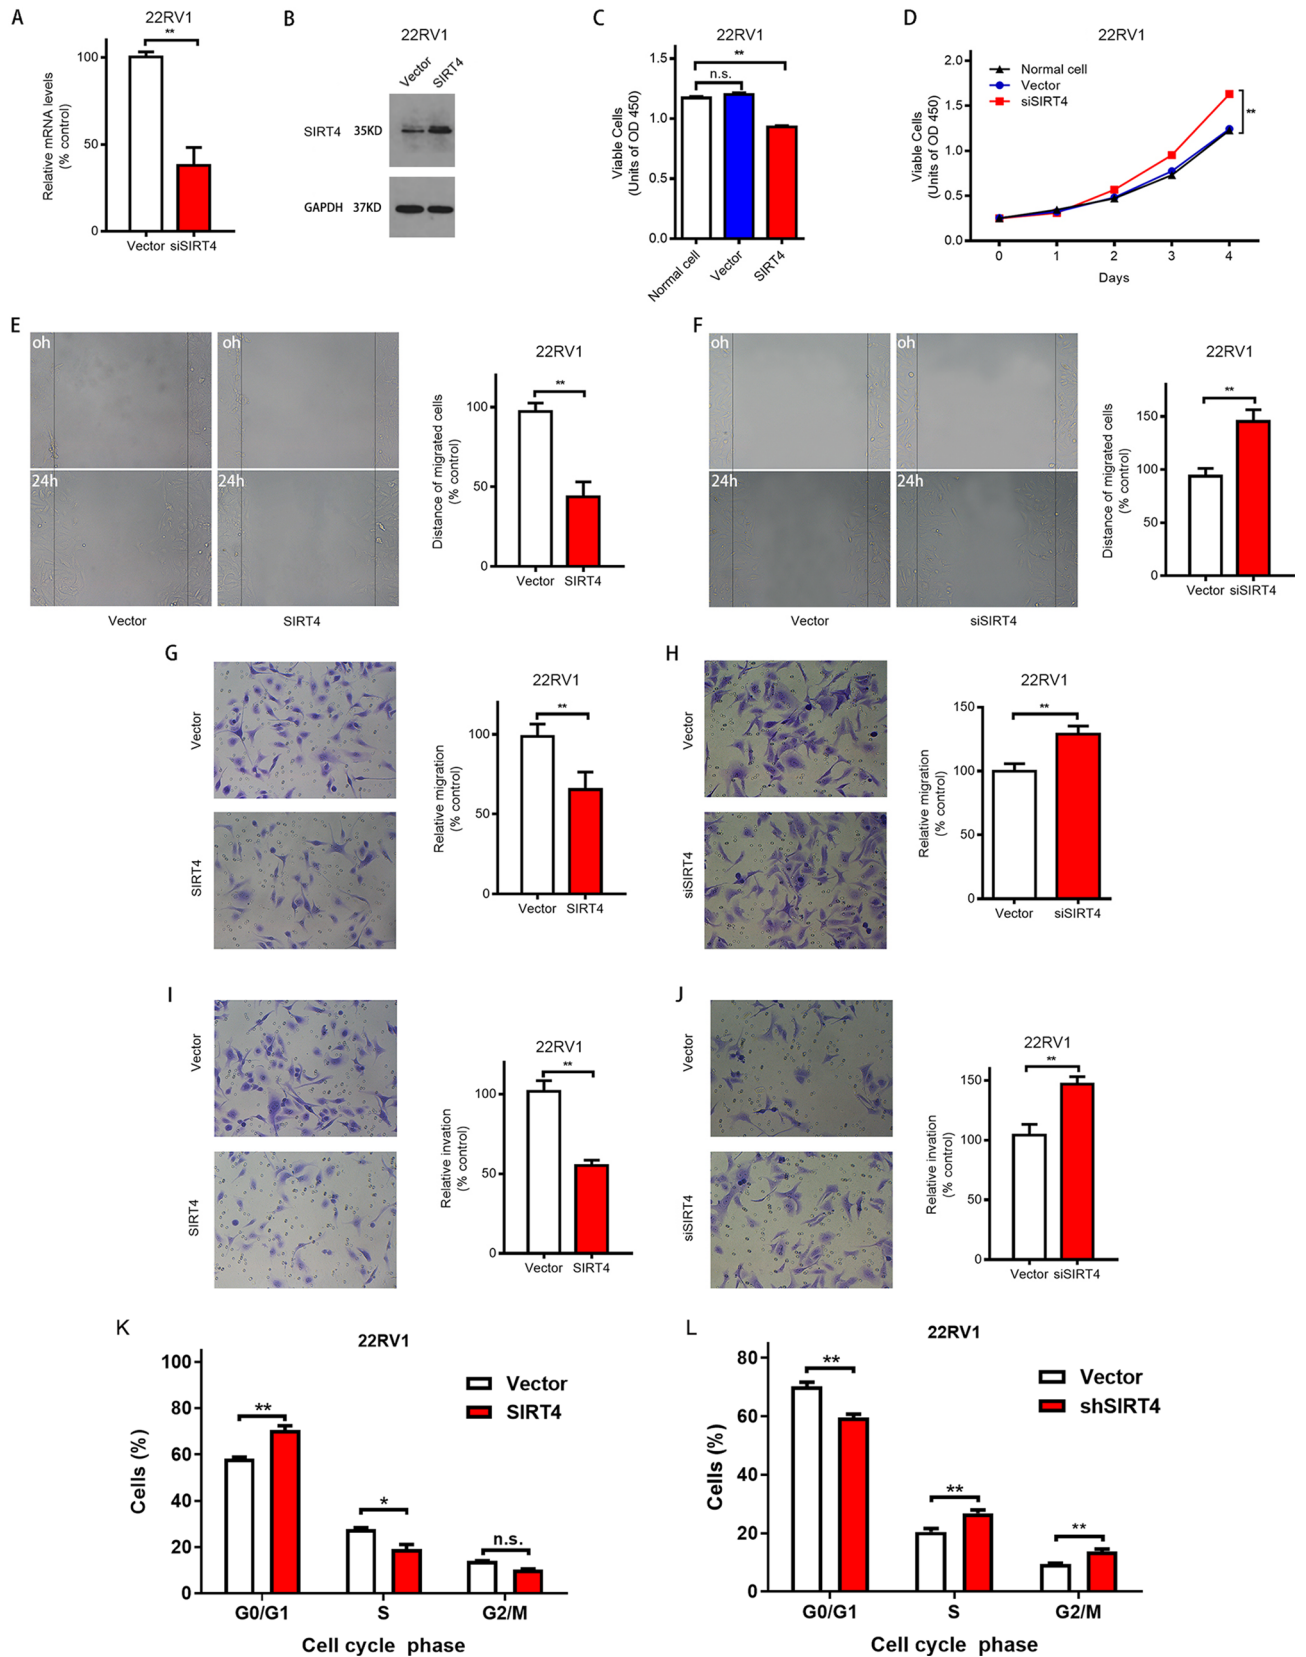 A
22RV1
**
Relative mRNA levels
(% control)
100
50
0
Vector siSIRT4
B
22RV1
Vector
SIRT4
SIRT4 35KD
GAPDH 37KD
C
22RV1
**
n.s.
Viable Cells
(Units of OD 450)
1.5
1.0
0.5
0.0
Normal cell
Vector
SIRT4
D
22RV1
Normal cell
Vector
siSIRT4
**
Viable Cells
(Units of OD 450)
2.0
1.5
1.0
0.5
0.0
0 1 2 3 4
Days
E
oh
oh
24h
24h
Vector
SIRT4
22RV1
**
Distance of migrated cells
(% control)
100
50
0
Vector SIRT4
F
oh
oh
24h
24h
Vector
siSIRT4
22RV1
**
Distance of migrated cells
(% control)
150
100
50
0
Vector siSIRT4
G
Vector
SIRT4
22RV1
**
Relative migration
(% control)
100
50
0
Vector SIRT4
H
Vector
siSIRT4
22RV1
**
Relative migration
(% control)
150
100
50
0
Vector siSIRT4
I
Vector
SIRT4
22RV1
**
Relative invation
(% control)
100
50
0
Vector SIRT4
J
Vector
siSIRT4
22RV1
**
Relative invation
(% control)
150
100
50
0
Vector siSIRT4
K
22RV1
Vector
SIRT4
**
*
n.s.
Cells (%)
100
80
60
40
20
0
G0/G1 S G2/M
Cell cycle phase
L
22RV1
Vector
shSIRT4
**
**
**
Cells (%)
80
60
40
20
0
G0/G1 S G2/M
Cell cycle phase